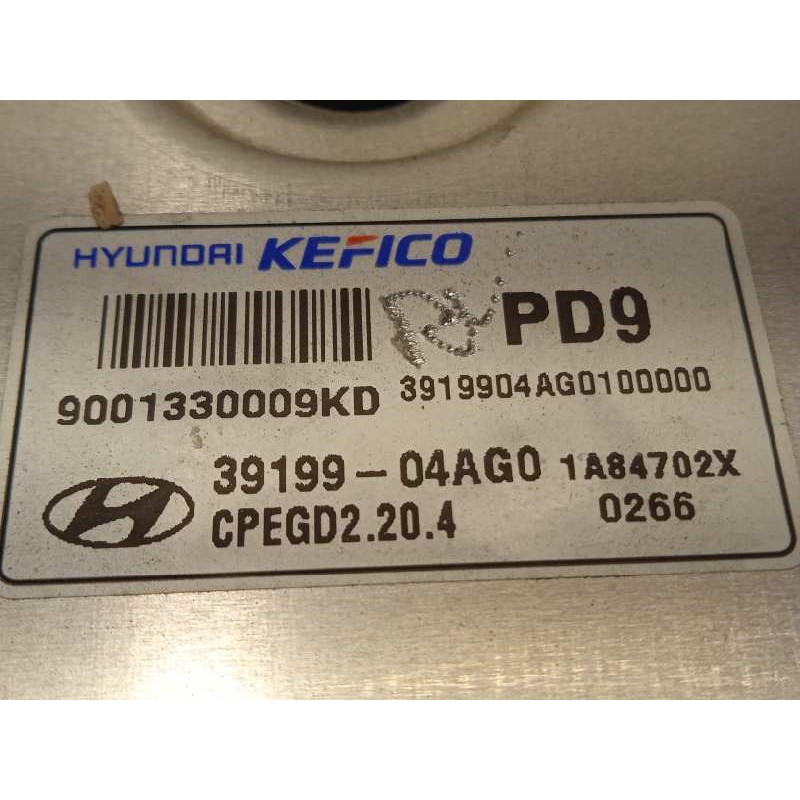 HYUNDAI KEFICO
PD9
9001330009KD 3919904AG0100000
39199-04AG0 1A84702X
CPEGD2.20.4 0266